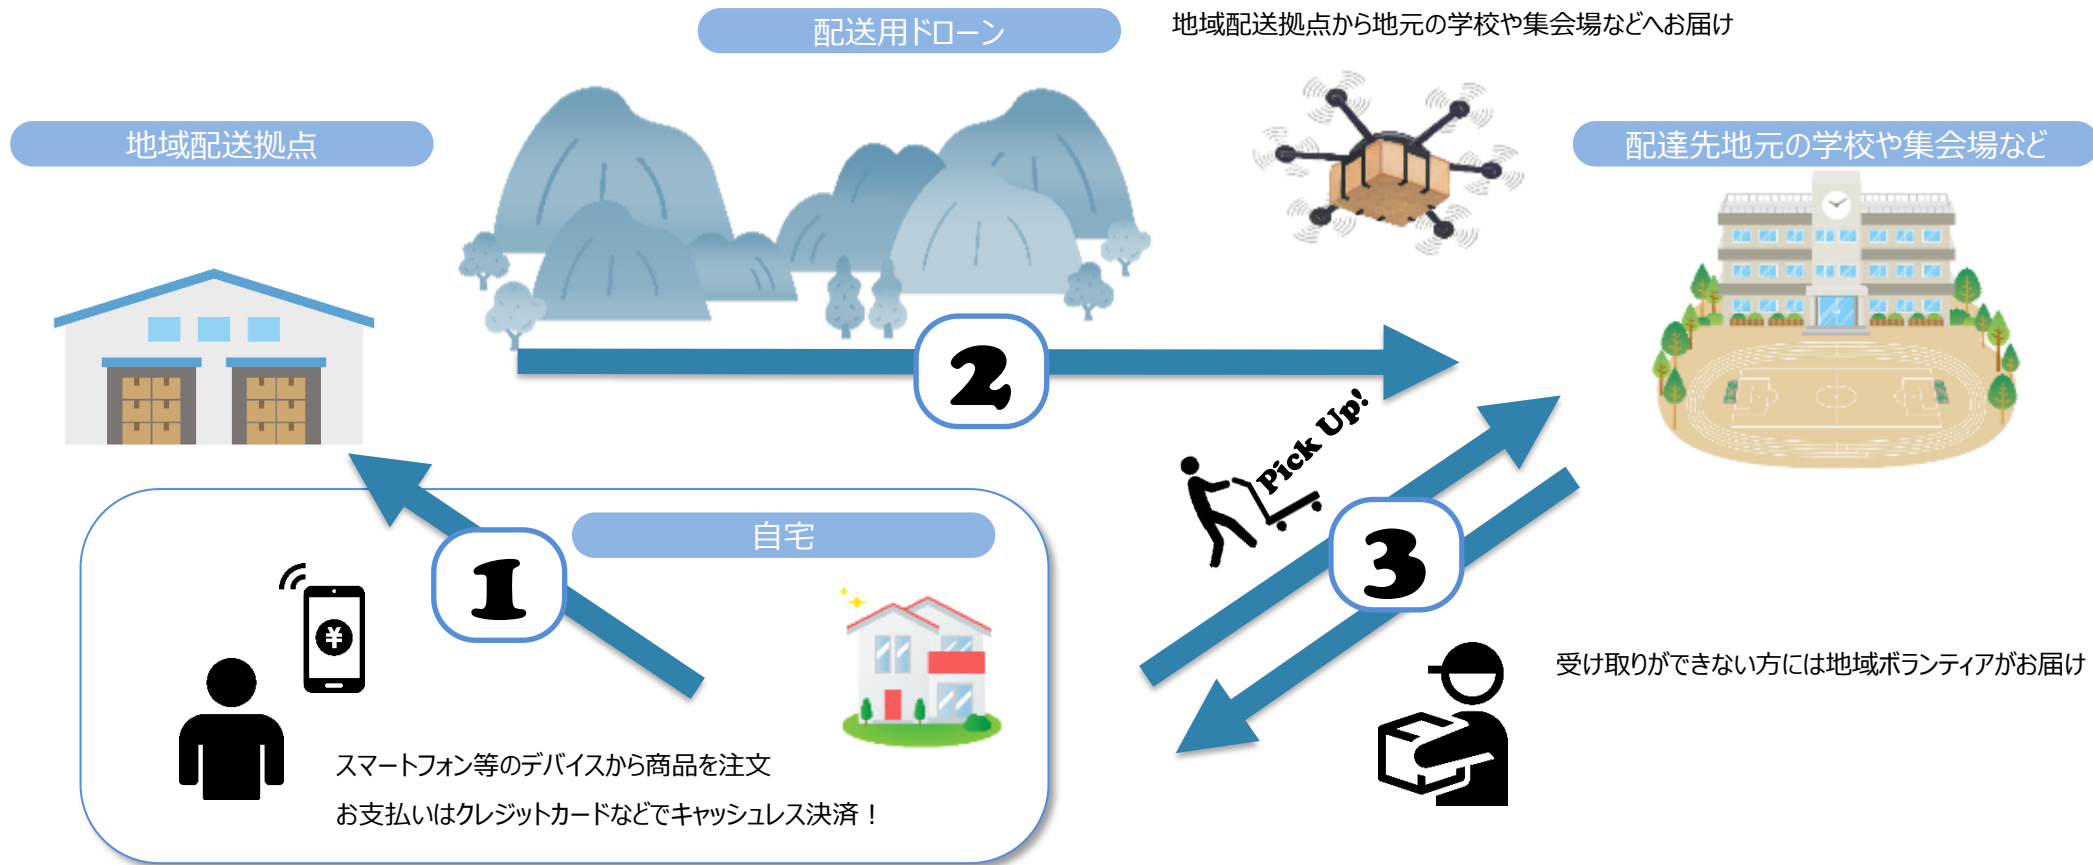 配送用ドローン
地域配送拠点から地元の学校や集会場などへお届け
地域配送拠点
配達先地元の学校や集会場など
2
Pick Up!
1
自宅
3
¥
受け取りができない方には地域ボランティアがお届け
スマートフォン等のデバイスから商品を注文
お支払いはクレジットカードなどでキャッシュレス決済！